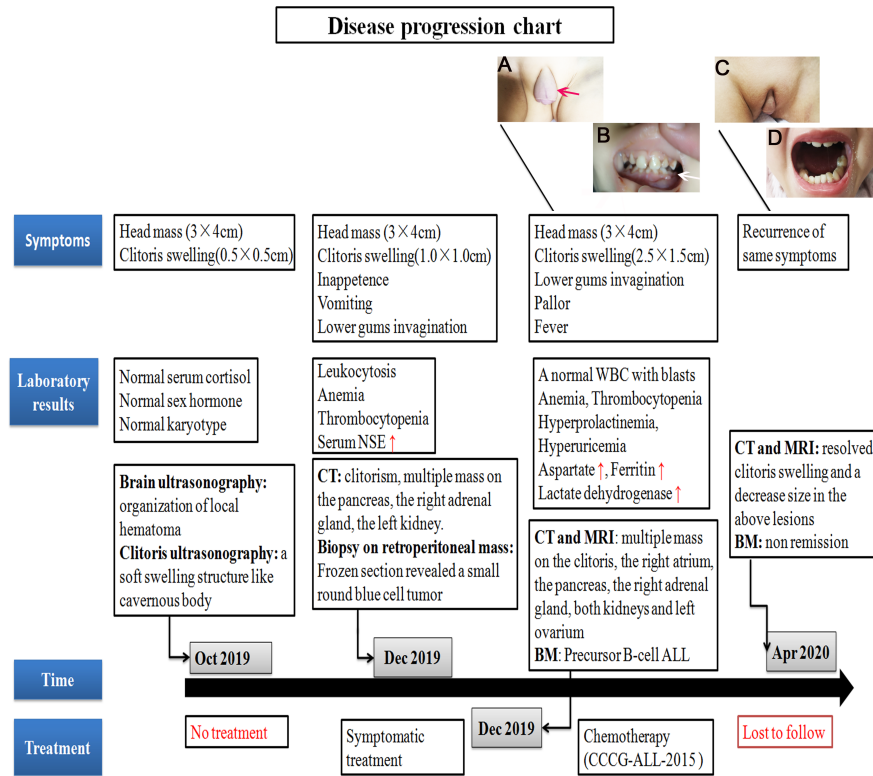 Disease progression chart
A
B
C
D
Symptoms
Head mass (3×4cm)
Clitoris swelling(0.5×0.5cm)
Head mass (3×4cm)
Clitoris swelling(1.0×1.0cm)
Inappetence
Vomiting
Lower gums invagination
Head mass (3×4cm)
Clitoris swelling(2.5×1.5cm)
Lower gums invagination
Pallor
Fever
Recurrence of
same symptoms
Laboratory
results
Normal serum cortisol
Normal sex hormone
Normal karyotype
Leukocytosis
Anemia
Thrombocytopenia
Serum NSE ↑
A normal WBC with blasts
Anemia, Thrombocytopenia
Hyperprolactinemia,
Hyperuricemia
Aspartate ↑, Ferritin ↑
Lactate dehydrogenase ↑
Brain ultrasonography:
organization of local
hematoma
Clitoris ultrasonography: a
soft swelling structure like
cavernous body
CT: clitorism, multiple mass on
the pancreas, the right adrenal
gland, the left kidney.
Biopsy on retroperitoneal mass:
Frozen section revealed a small
round blue cell tumor
CT and MRI: multiple mass
on the clitoris, the right atrium,
the pancreas, the right adrenal
gland, both kidneys and left
ovarium
BM: Precursor B-cell ALL
CT and MRI: resolved
clitoris swelling and a
decrease size in the
above lesions
BM: non remission
Time
Oct 2019
Dec 2019
Dec 2019
Apr 2020
Treatment
No treatment
Symptomatic
treatment
Chemotherapy
(CCCG-ALL-2015 )
Lost to follow